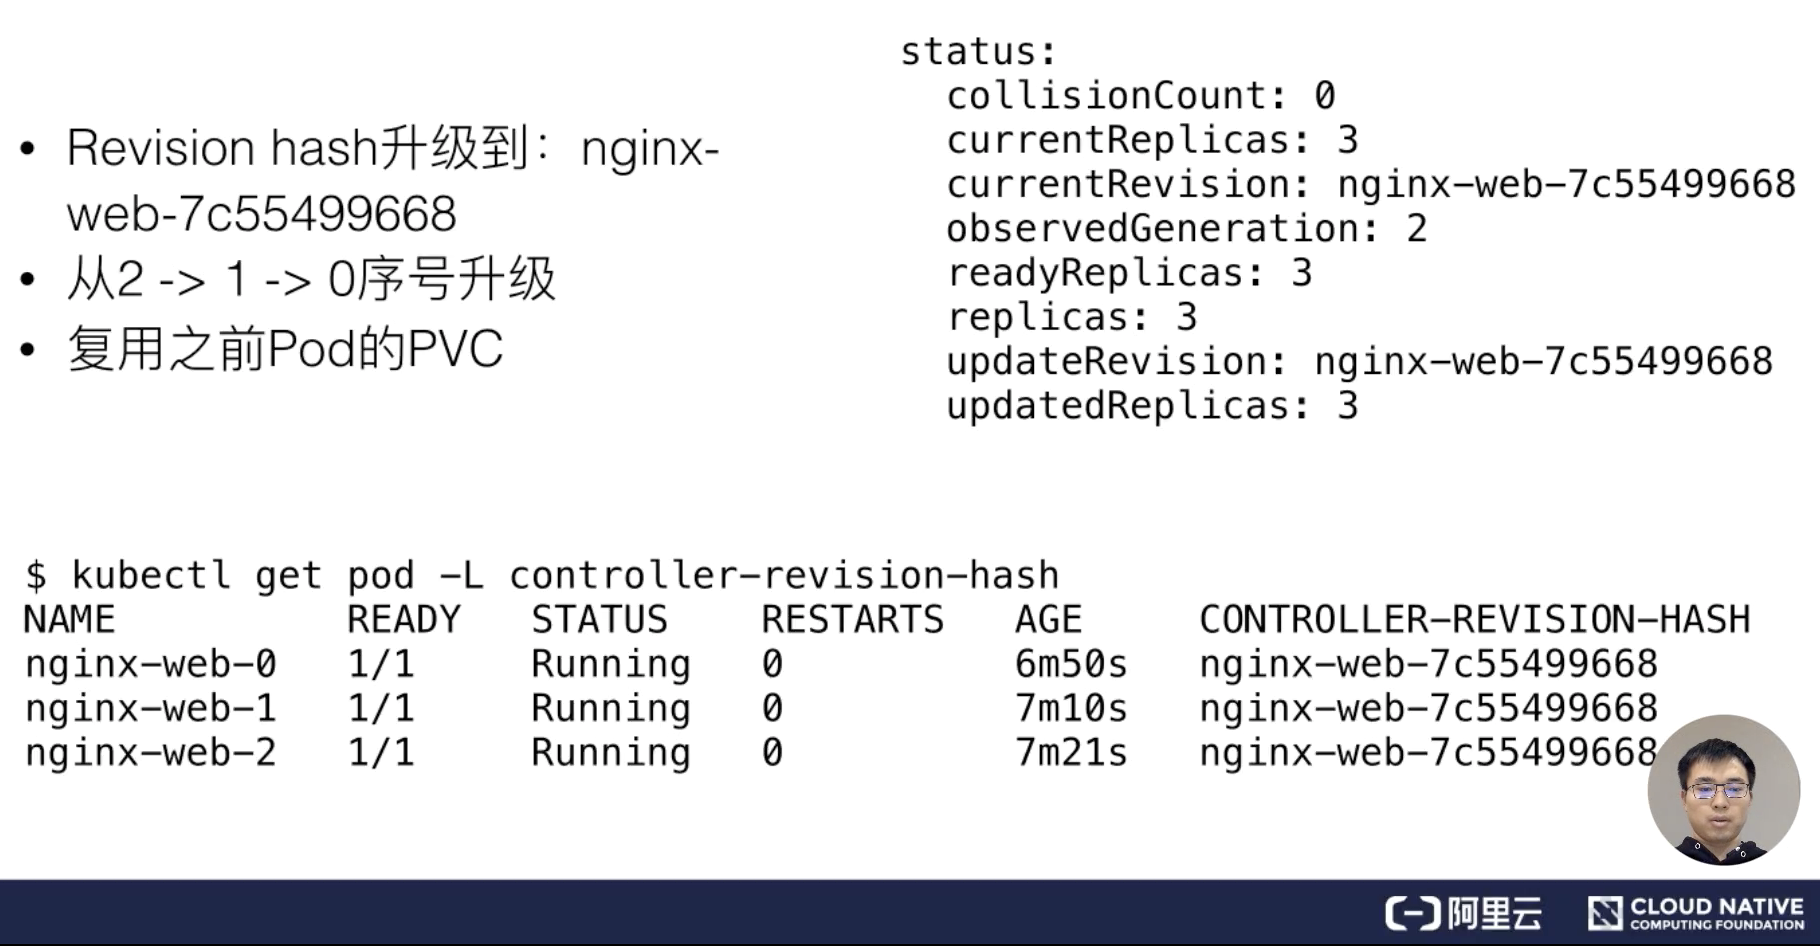 • Revision hash升级到：nginx-
web-7c55499668
• 从2 -> 1 -> 0序号升级
• 复用之前Pod的PVC
status:
  collisionCount: 0
  currentReplicas: 3
  currentRevision: nginx-web-7c55499668
  observedGeneration: 2
  readyReplicas: 3
  replicas: 3
  updateRevision: nginx-web-7c55499668
  updatedReplicas: 3
$ kubectl get pod -L controller-revision-hash
NAME READY STATUS RESTARTS AGE CONTROLLER-REVISION-HASH
nginx-web-0 1/1 Running 0 6m50s nginx-web-7c55499668
nginx-web-1 1/1 Running 0 7m10s nginx-web-7c55499668
nginx-web-2 1/1 Running 0 7m21s nginx-web-7c55499668
阿里云
CLOUD NATIVE
COMPUTING FOUNDATION